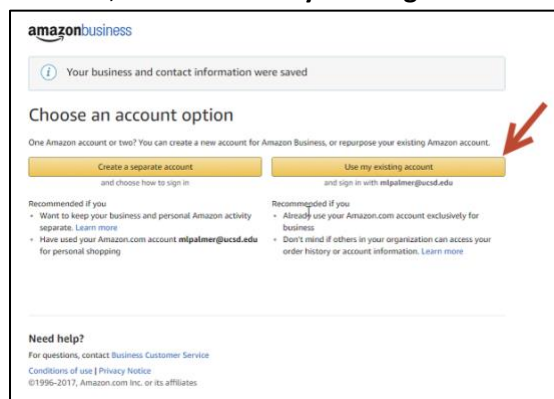 amazonbusiness
Your business and contact information were saved
Choose an account option
One Amazon account or two? You can create a new account for Amazon Business, or repurpose your existing Amazon account.
Create a separate account
and choose how to sign in
Recommended if you
• Want to keep your business and personal Amazon activity
separate. Learn more
• Have used your Amazon.com account mlpalmer@ucsd.edu
for personal shopping
Use my existing account
and sign in with mlpalmer@ucsd.edu
Recommended if you
• Already use your Amazon.com account exclusively for
business
• Don't mind if others in your organization can access your
order history or account information. Learn more
Need help?
For questions, contact Business Customer Service
Conditions of use | Privacy Notice
©1996-2017, Amazon.com Inc. or its affiliates